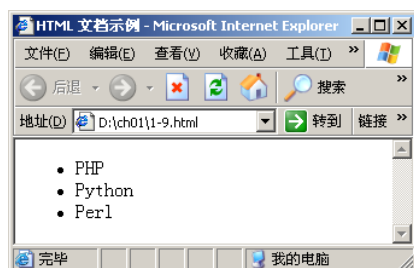 HTML 文档示例 - Microsoft Internet Explorer
文件(F) 编辑(E) 查看(V) 收藏(A) 工具(T) »
后退 搜索 »
地址(D) D:\ch01\1-9.html 转到 链接 »
PHP
Python
Perl
完毕 我的电脑